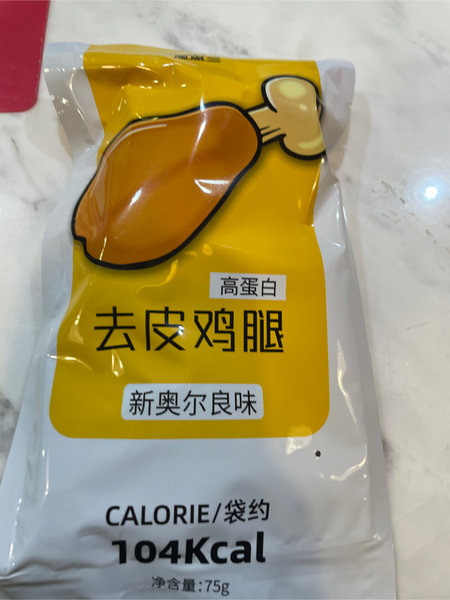 高蛋白
去皮鸡腿
新奥尔良味
CALORIE/袋约
104Kcal
净含量:75g